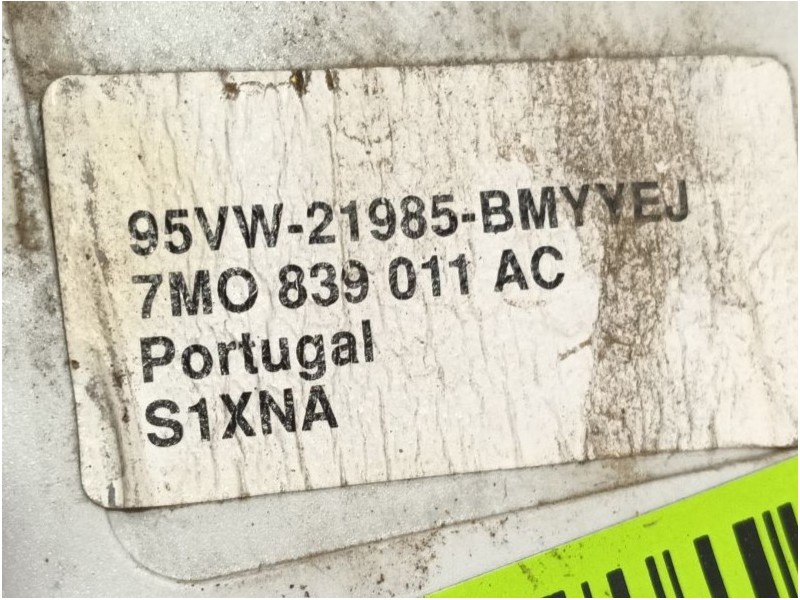 95VW-21985-BMYYEJ
7MO 839 011 AC
Portugal
S1XNA